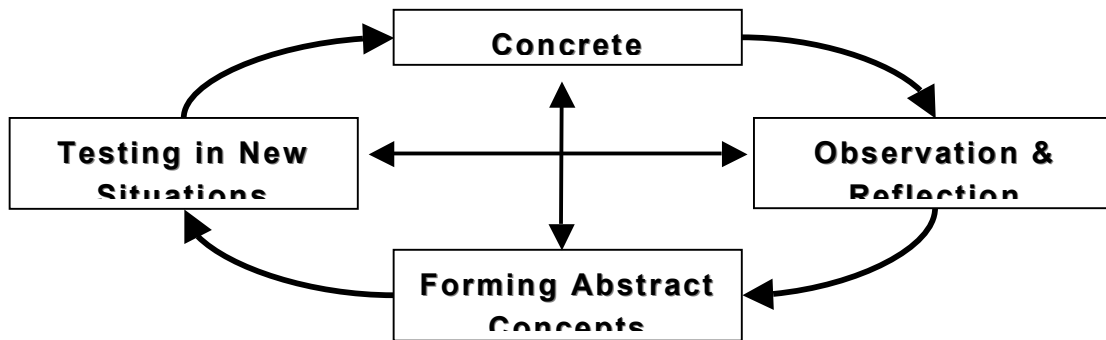 Concrete
Testing in New
Situations
Observation &
Reflection
Forming Abstract
Concepts